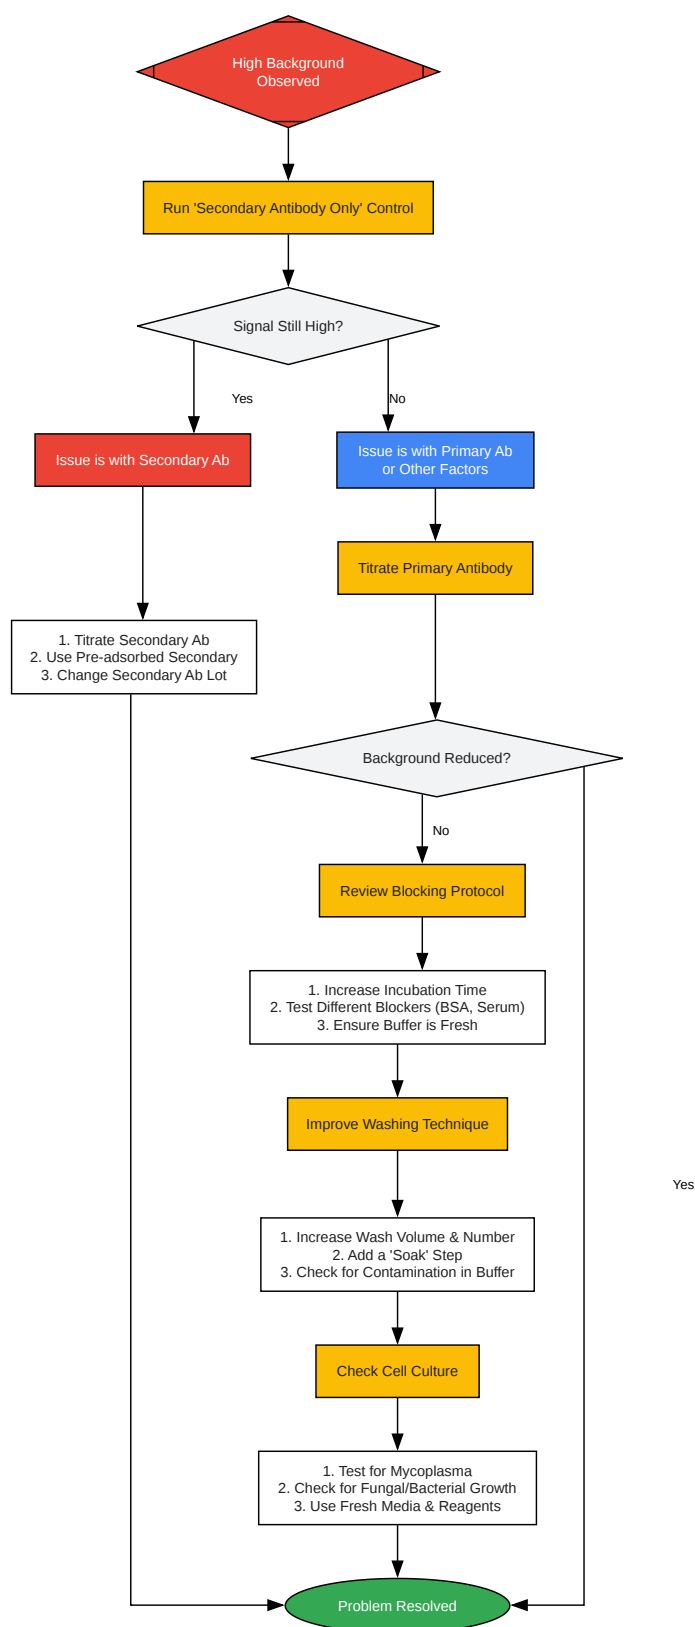 High Background
Observed
Run 'Secondary Antibody Only' Control
Signal Still High?
Yes
No
Issue is with Secondary Ab
Issue is with Primary Ab
or Other Factors
Titrate Primary Antibody
1. Titrate Secondary Ab
2. Use Pre-adsorbed Secondary
3. Change Secondary Ab Lot
Background Reduced?
No
Review Blocking Protocol
1. Increase Incubation Time
2. Test Different Blockers (BSA, Serum)
3. Ensure Buffer is Fresh
Improve Washing Technique
Yes
1. Increase Wash Volume & Number
2. Add a 'Soak' Step
3. Check for Contamination in Buffer
Check Cell Culture
1. Test for Mycoplasma
2. Check for Fungal/Bacterial Growth
3. Use Fresh Media & Reagents
Problem Resolved